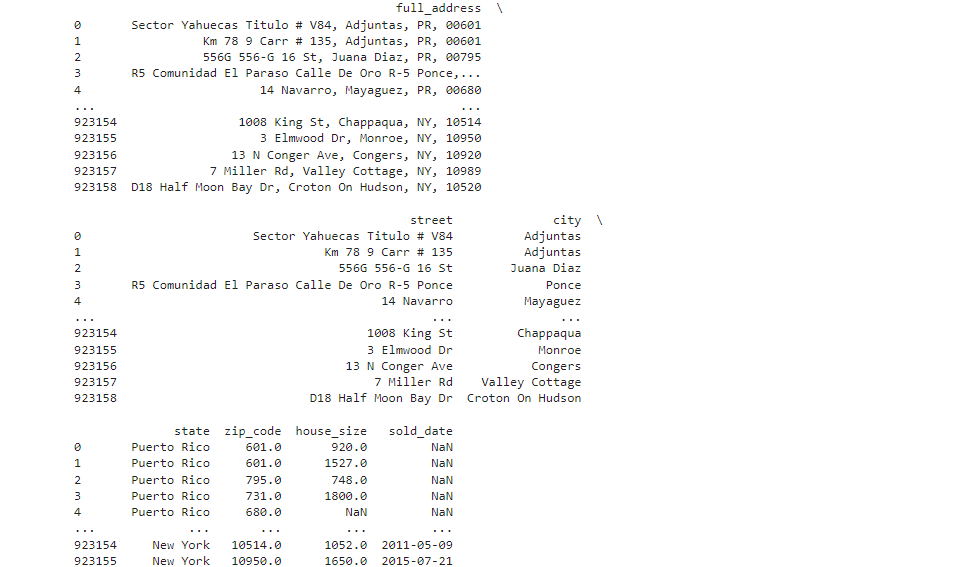 full_address \
0 Sector Yahuecas Titulo # V84, Adjuntas, PR, 00601
1 Km 78 9 Carr # 135, Adjuntas, PR, 00601
2 556G 556-G 16 St, Juana Diaz, PR, 00795
3 R5 Comunidad El Paraso Calle De Oro R-5 Ponce,...
4 14 Navarro, Mayaguez, PR, 00680
... ...
923154 1008 King St, Chappaqua, NY, 10514
923155 3 Elmwood Dr, Monroe, NY, 10950
923156 13 N Conger Ave, Congers, NY, 10920
923157 7 Miller Rd, Valley Cottage, NY, 10989
923158 D18 Half Moon Bay Dr, Croton On Hudson, NY, 10520
street city \
0 Sector Yahuecas Titulo # V84 Adjuntas
1 Km 78 9 Carr # 135 Adjuntas
2 556G 556-G 16 St Juana Diaz
3 R5 Comunidad El Paraso Calle De Oro R-5 Ponce Ponce
4 14 Navarro Mayaguez
... ... ...
923154 1008 King St Chappaqua
923155 3 Elmwood Dr Monroe
923156 13 N Conger Ave Congers
923157 7 Miller Rd Valley Cottage
923158 D18 Half Moon Bay Dr Croton On Hudson
state zip_code house_size sold_date
0 Puerto Rico 601.0 920.0 NaN
1 Puerto Rico 601.0 1527.0 NaN
2 Puerto Rico 795.0 748.0 NaN
3 Puerto Rico 731.0 1800.0 NaN
4 Puerto Rico 680.0 NaN NaN
... ... ... ... ...
923154 New York 10514.0 1052.0 2011-05-09
923155 New York 10950.0 1650.0 2015-07-21